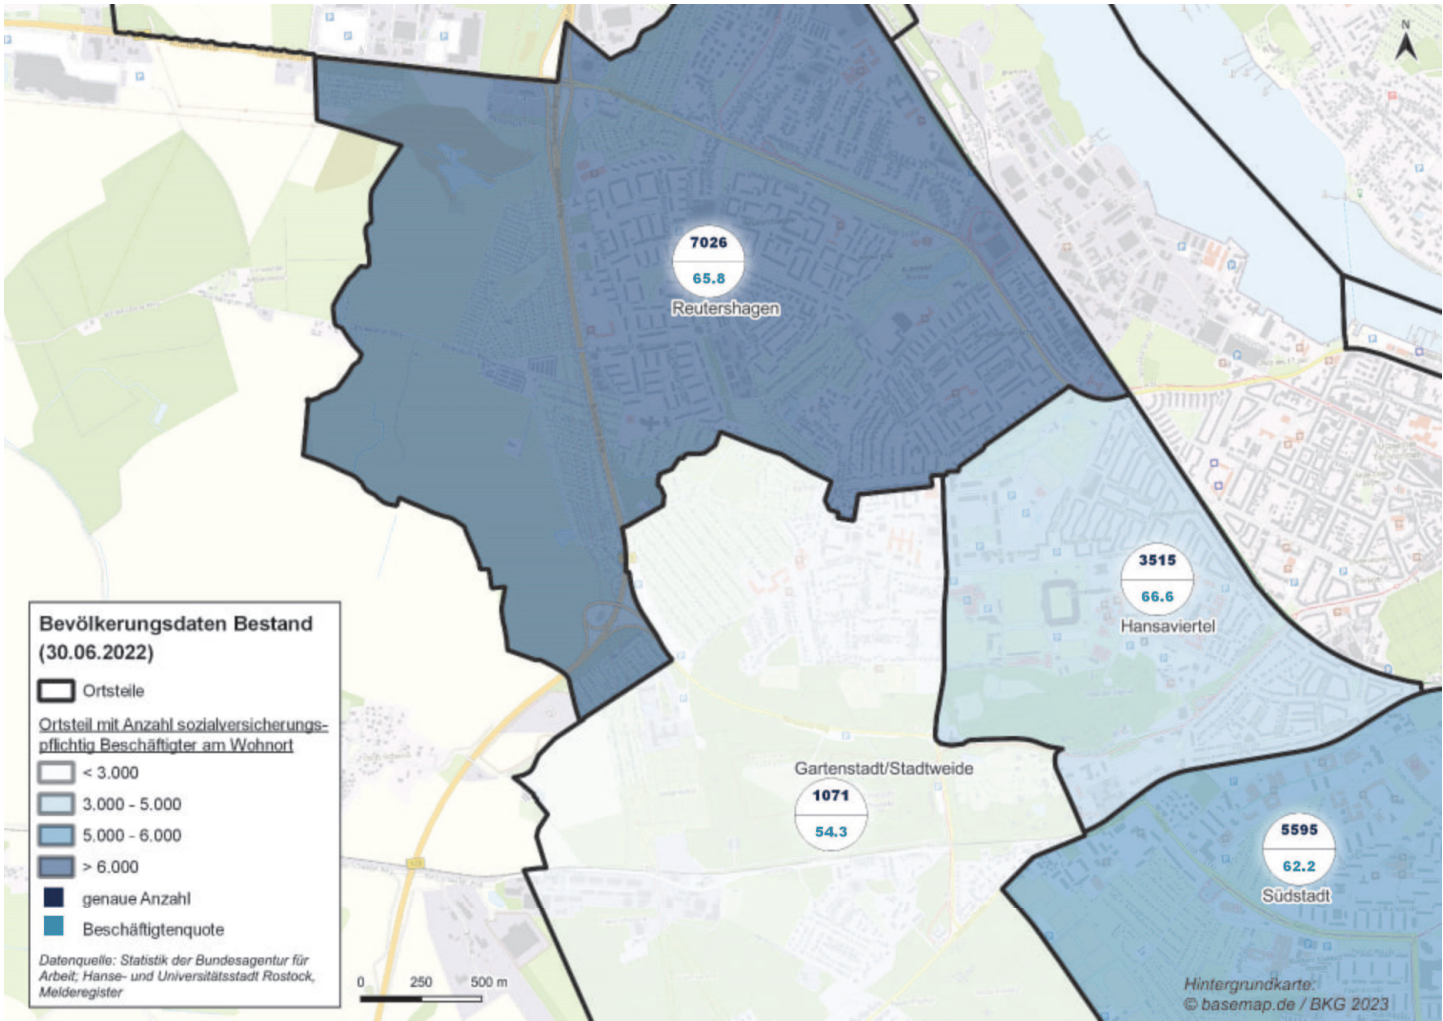 N
7026
65.8
Reutershagen
3515
66.6
Hansaviertel
Gartenstadt/Stadtweide
1071
54.3
5595
62.2
Südstadt
Bevölkerungsdaten Bestand
(30.06.2022)
Ortsteile
Ortsteil mit Anzahl sozialversicherungs-
pflichtig Beschäftigter am Wohnort
< 3.000
3.000 - 5.000
5.000 - 6.000
> 6.000
genaue Anzahl
Beschäftigtenquote
Datenquelle: Statistik der Bundesagentur für
Arbeit; Hanse- und Universitätsstadt Rostock,
Melderegister
0 250 500 m
Hintergrundkarte:
© basemap.de / BKG 2023